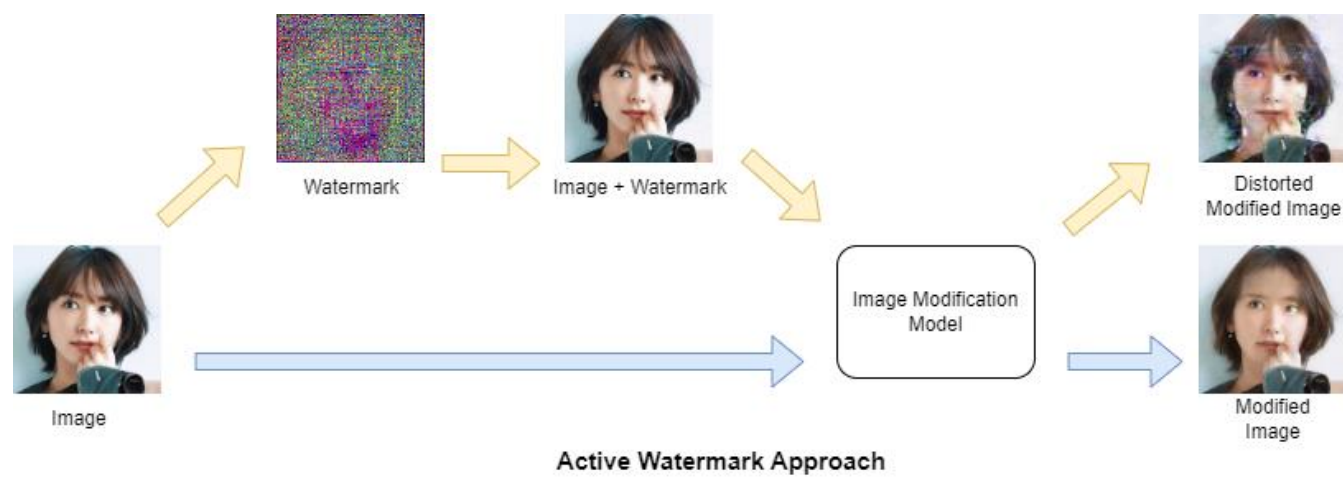 Watermark
Image + Watermark
Distorted
Modified Image
Image Modification
Model
Image
Modified
Image
Active Watermark Approach